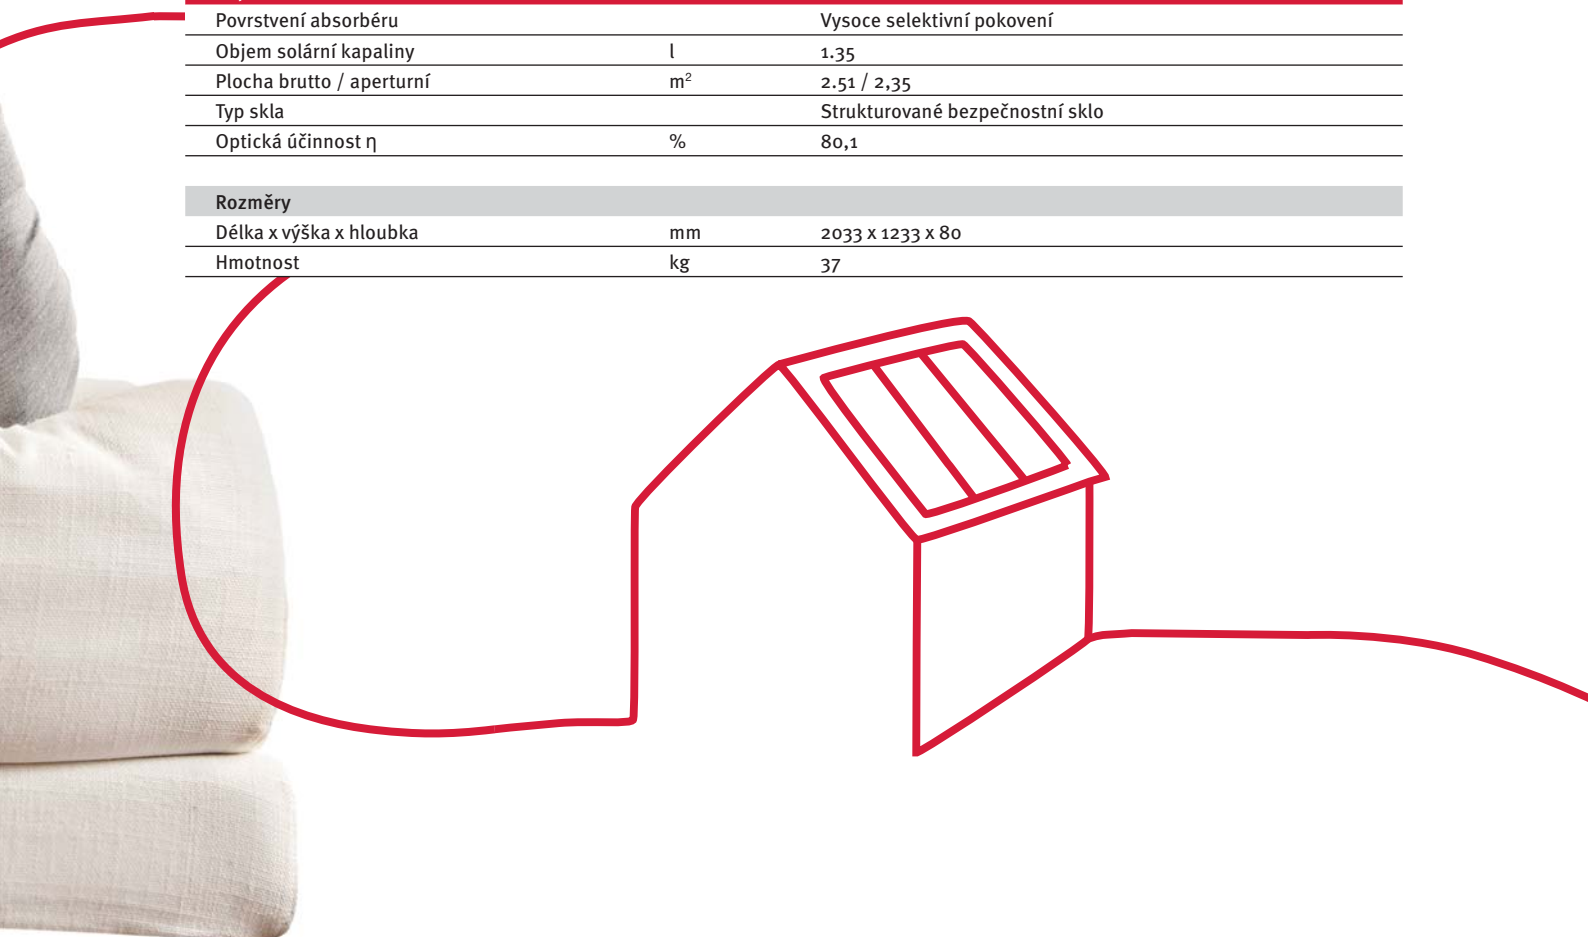 Povrstvení absorbéru Vysoce selektivní pokovení
Objem solární kapaliny l 1.35
Plocha brutto / aperturní m² 2.51 / 2,35
Typ skla Strukturované bezpečnostní sklo
Optická účinnost η % 80,1
Rozměry
Délka x výška x hloubka mm 2033 x 1233 x 80
Hmotnost kg 37